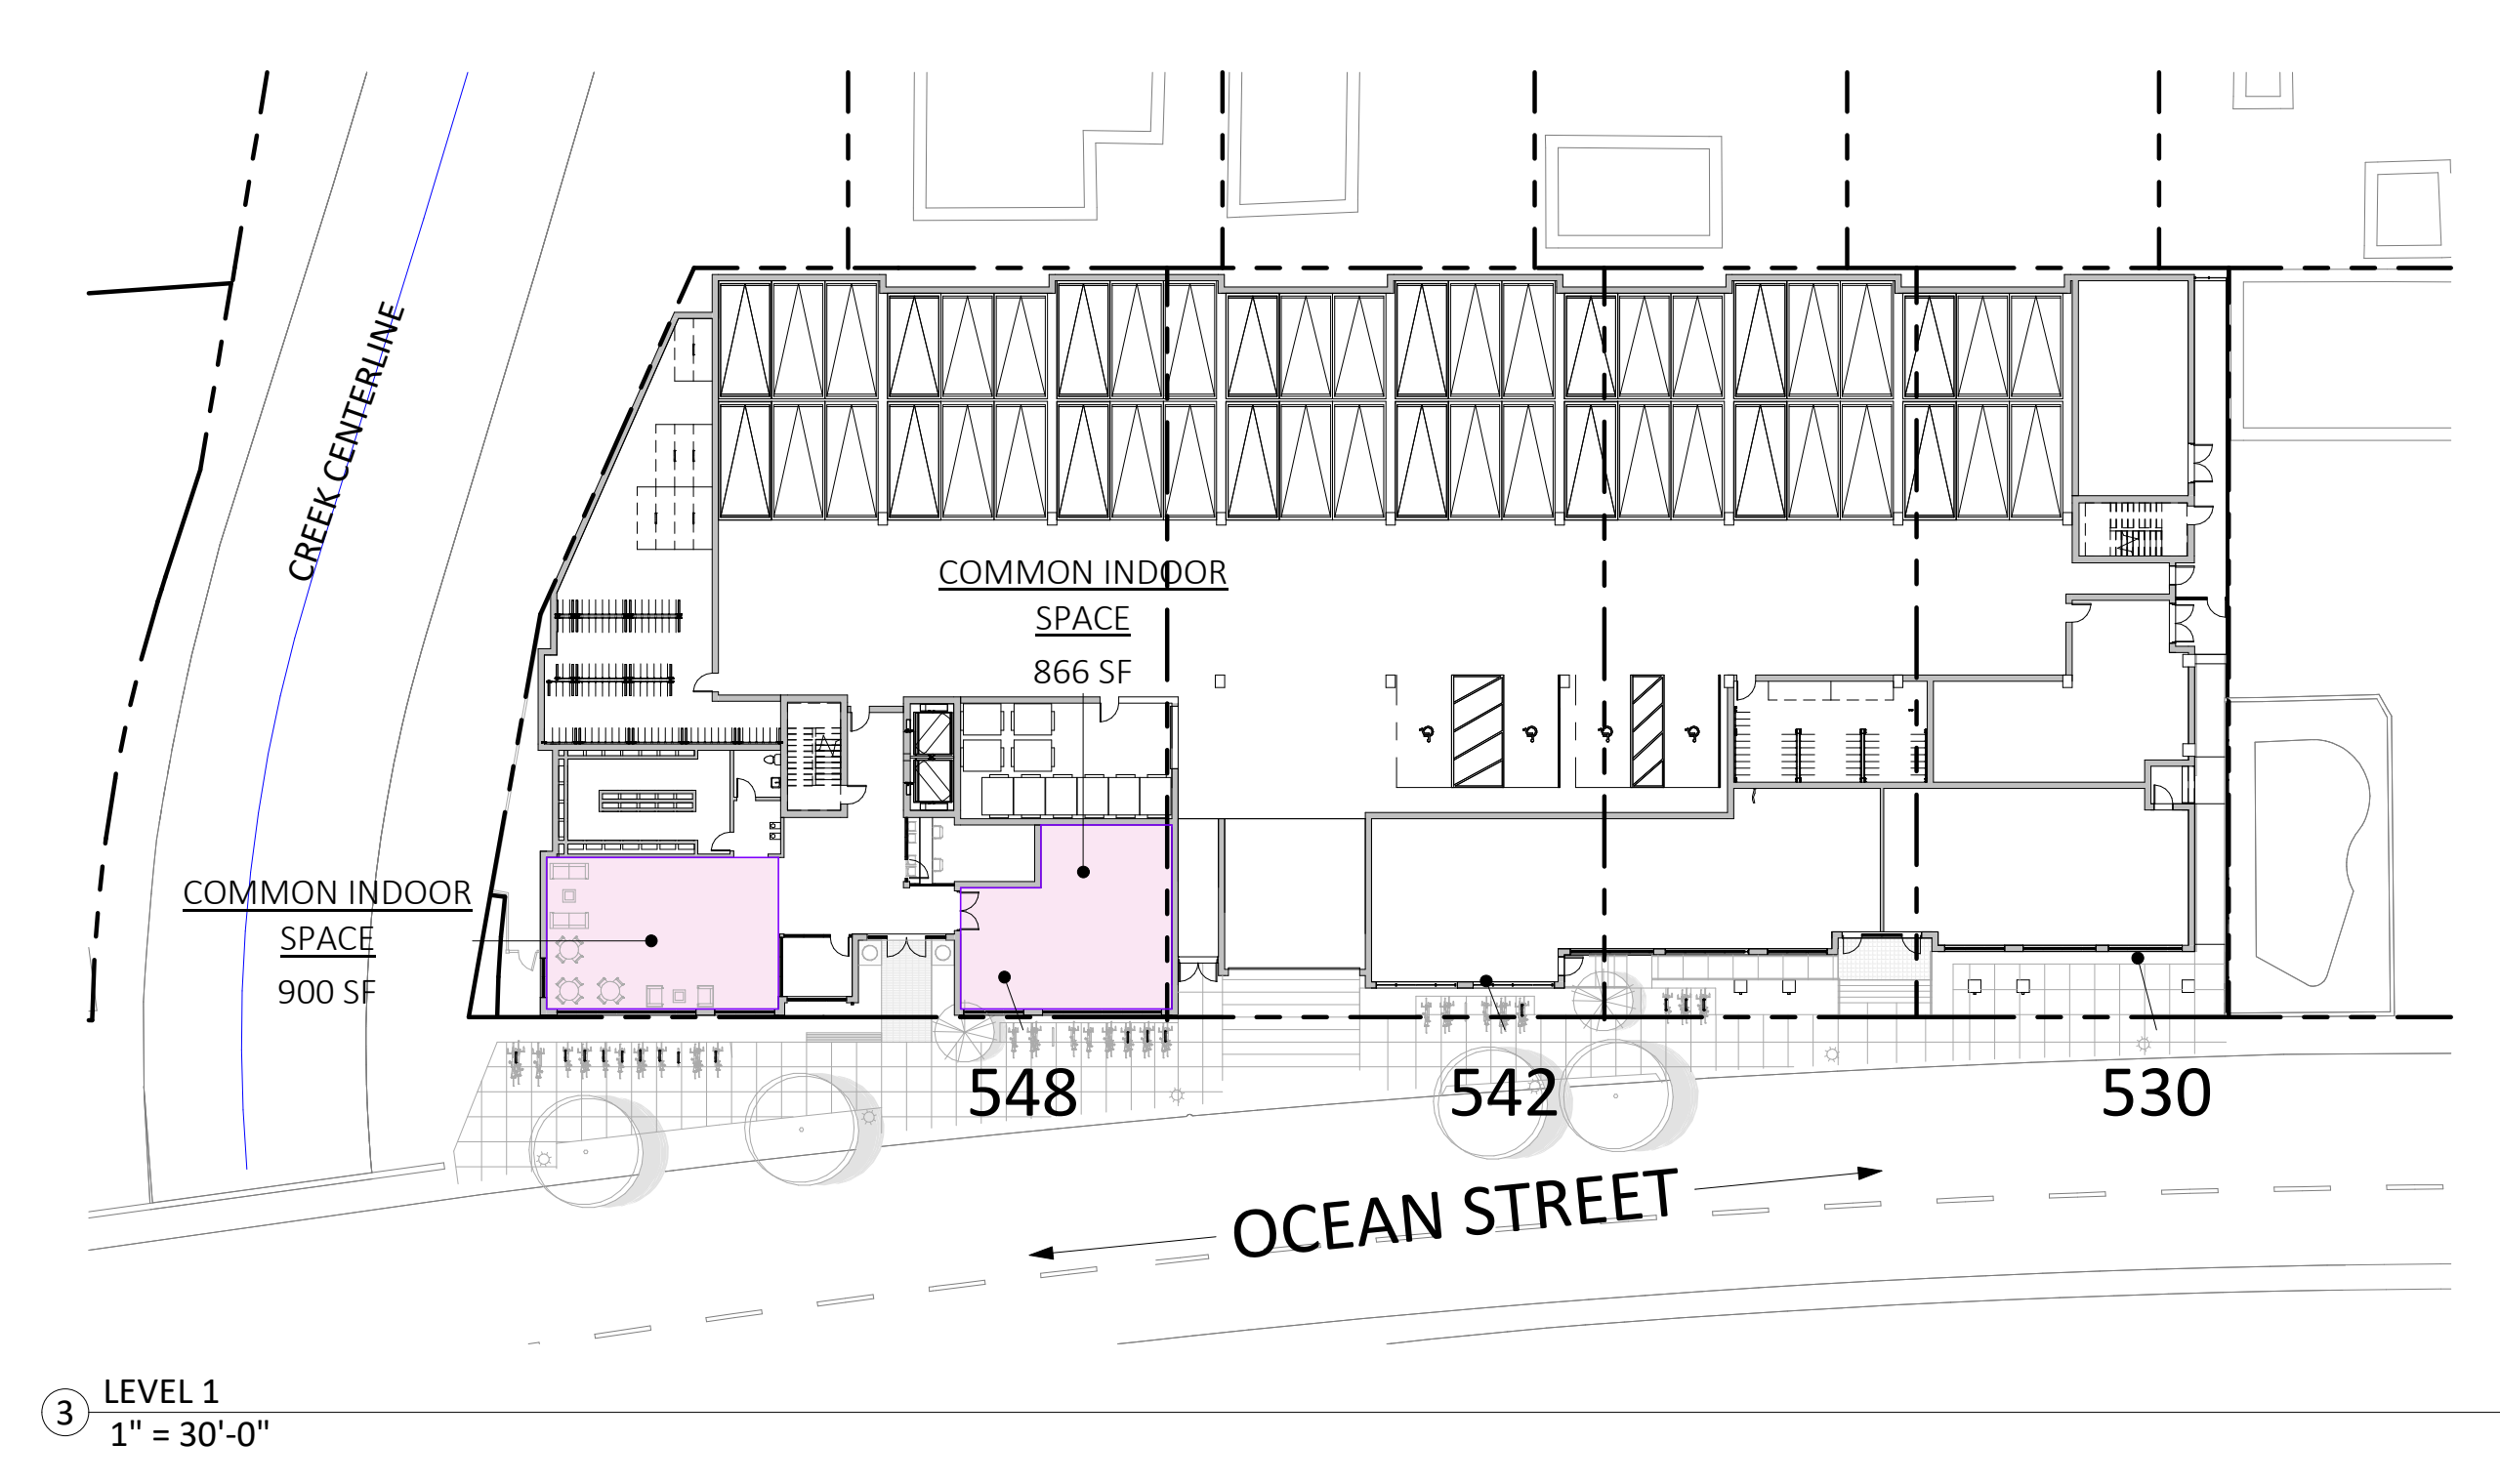 CREEK CENTERLINE
COMMON INDOOR
SPACE
866 SF
COMMON INDOOR
SPACE
900 SF
548
542
530
OCEAN STREET
3
LEVEL 1
1" = 30'-0"